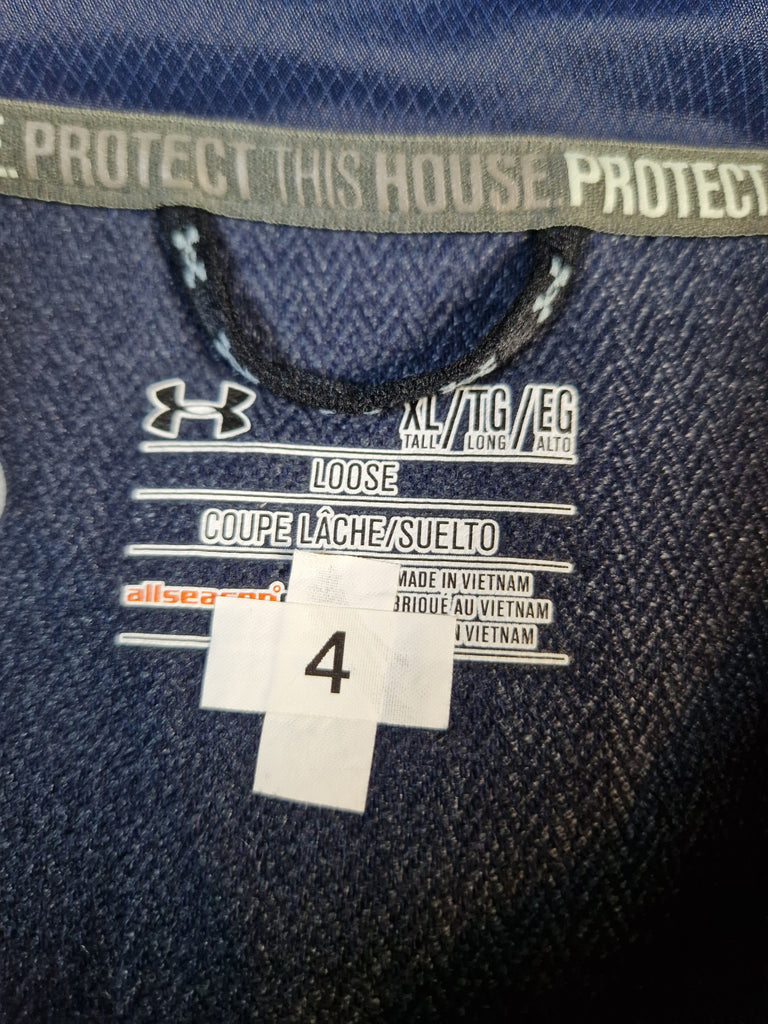 PROTECT THIS HOUSE. PROTECT
XL/TG/EG
TALL LONG ALTO
LOOSE
COUPE LÂCHE/SUELTO
allseason
MADE IN VIETNAM
BRIQUÉ AU VIETNAM
N VIETNAM
4